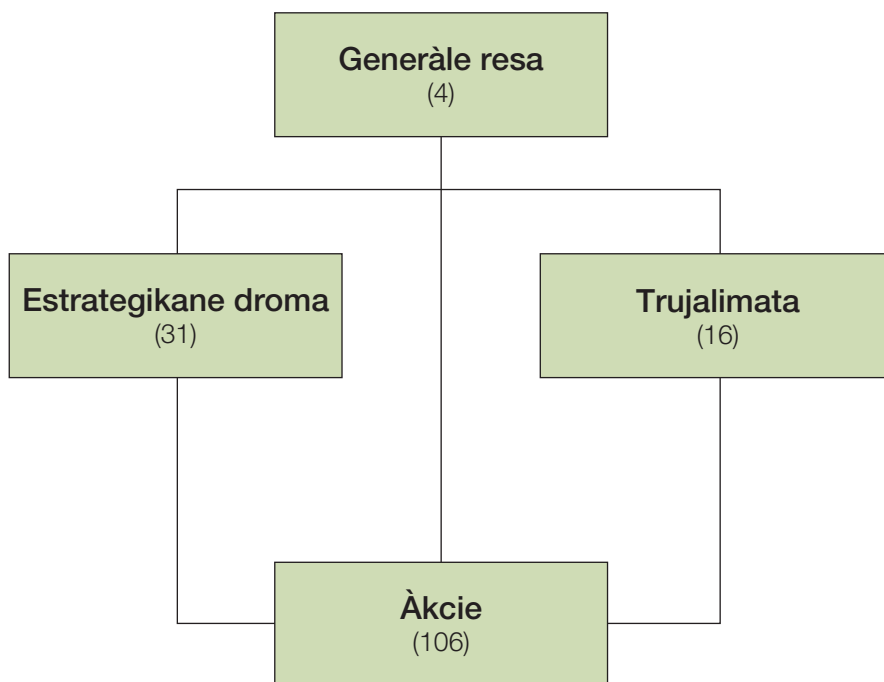 Generàle resa
(4)
Estrategikane droma
(31)
Trujalimata
(16)
Àkcie
(106)